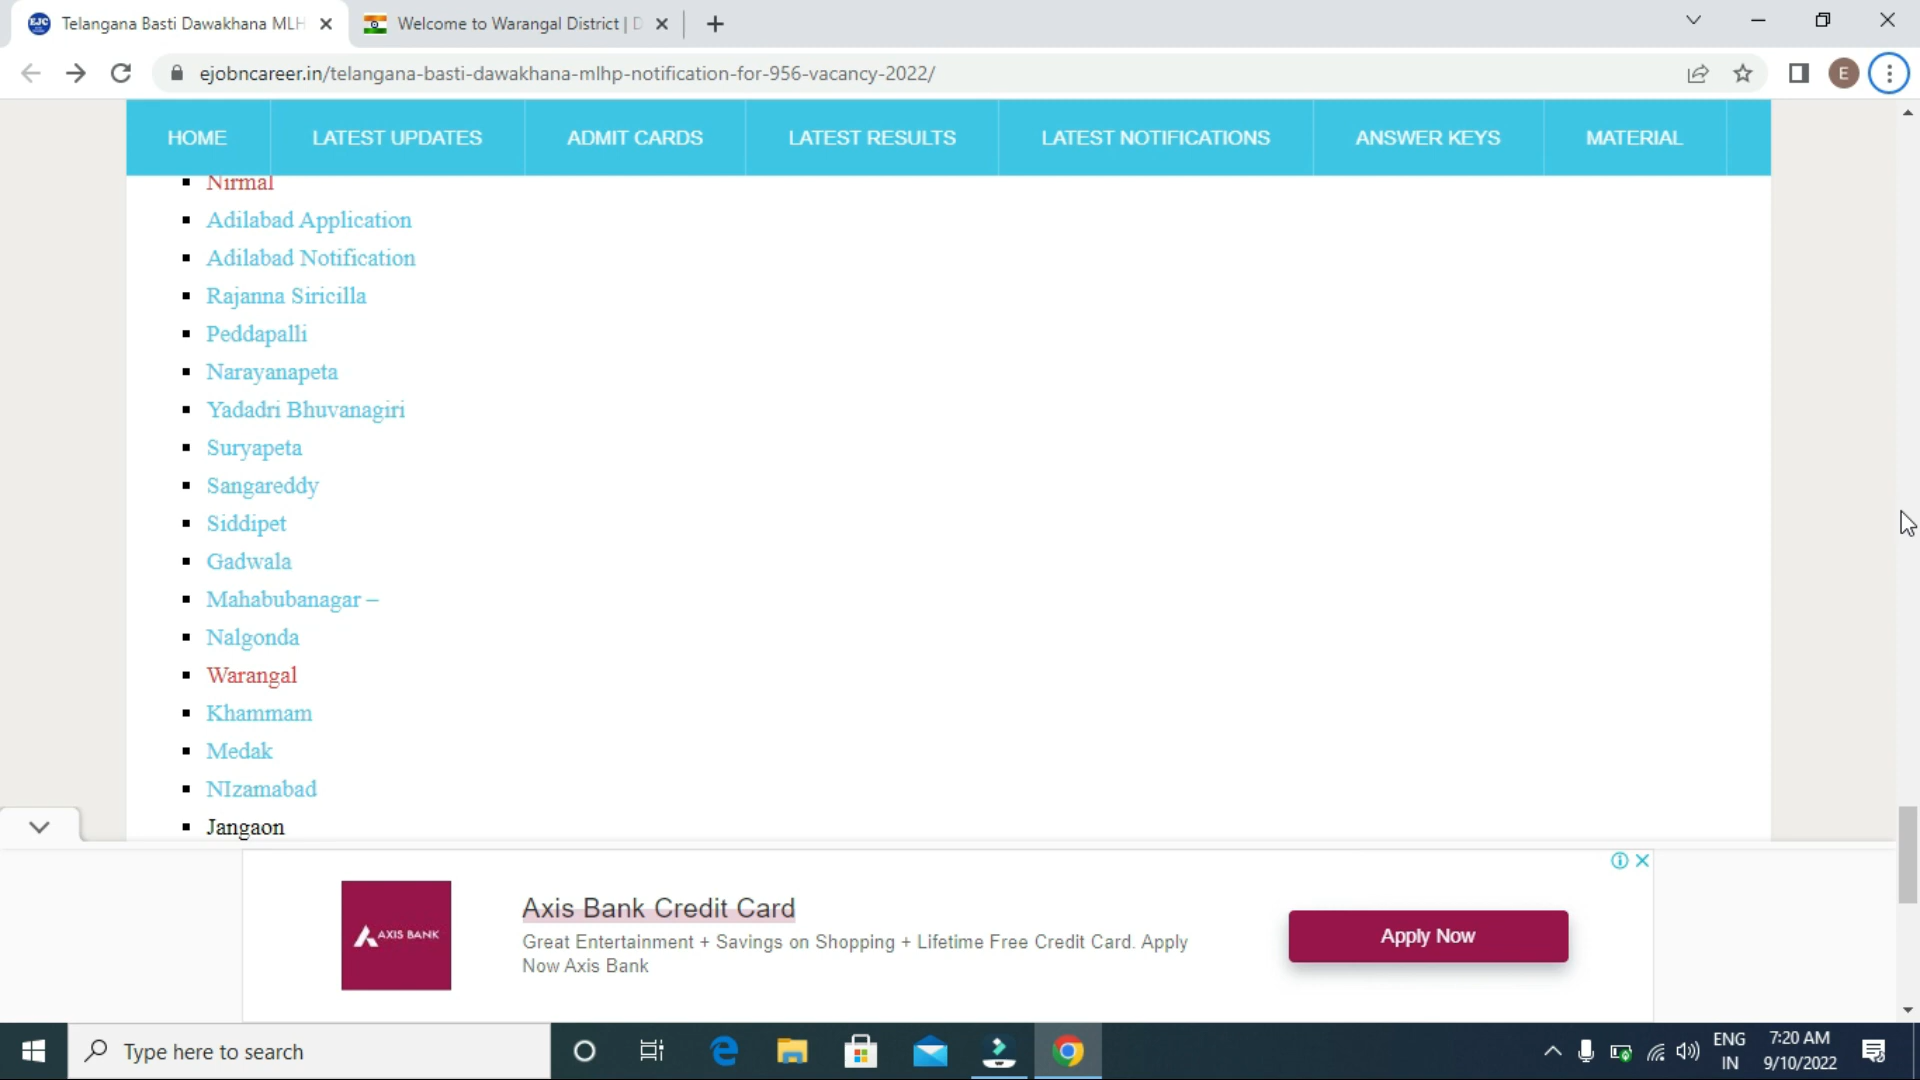 EJC Telangana Basti Dawakhana MLH
Welcome to Warangal District | D
ejobncareer.in/telangana-basti-dawakhana-mlhp-notification-for-956-vacancy-2022/
E
HOME LATEST UPDATES ADMIT CARDS LATEST RESULTS LATEST NOTIFICATIONS ANSWER KEYS MATERIAL
Nirmal
Adilabad Application
Adilabad Notification
Rajanna Siricilla
Peddapalli
Narayanapeta
Yadadri Bhuvanagiri
Suryapeta
Sangareddy
Siddipet
Gadwala
Mahabubanagar –
Nalgonda
Warangal
Khammam
Medak
NIzamabad
Jangaon
AXIS BANK
Axis Bank Credit Card
Great Entertainment + Savings on Shopping + Lifetime Free Credit Card. Apply
Now Axis Bank
Apply Now
Type here to search
ENG
IN
7:20 AM
9/10/2022